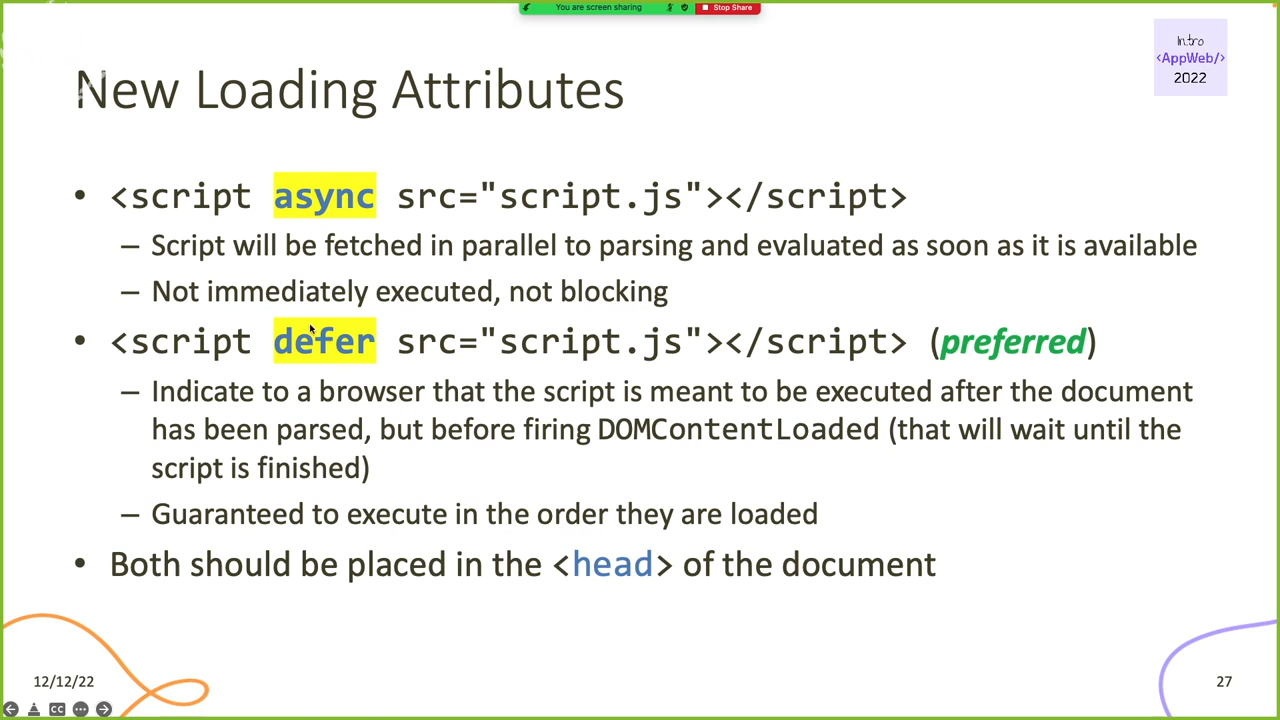 You are screen sharing
Stop Share
Intro
<AppWeb/>
2022
New Loading Attributes
• <script async src="script.js"></script>
– Script will be fetched in parallel to parsing and evaluated as soon as it is available
– Not immediately executed, not blocking
• <script defer src="script.js"></script> (preferred)
– Indicate to a browser that the script is meant to be executed after the document
has been parsed, but before firing DOMContentLoaded (that will wait until the
script is finished)
– Guaranteed to execute in the order they are loaded
• Both should be placed in the <head> of the document
12/12/22
27
CC